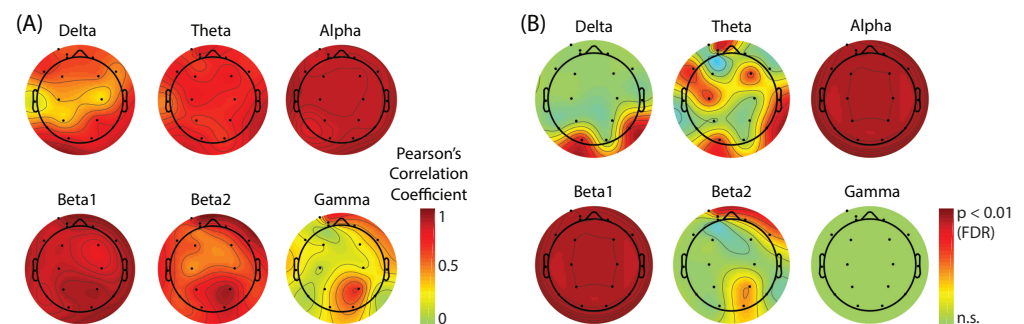 (A)
Delta
Theta
Alpha
Beta1
Beta2
Gamma
Pearson's
Correlation
Coefficient
1
0.5
0
(B)
Delta
Theta
Alpha
Beta1
Beta2
Gamma
p < 0.01
(FDR)
n.s.